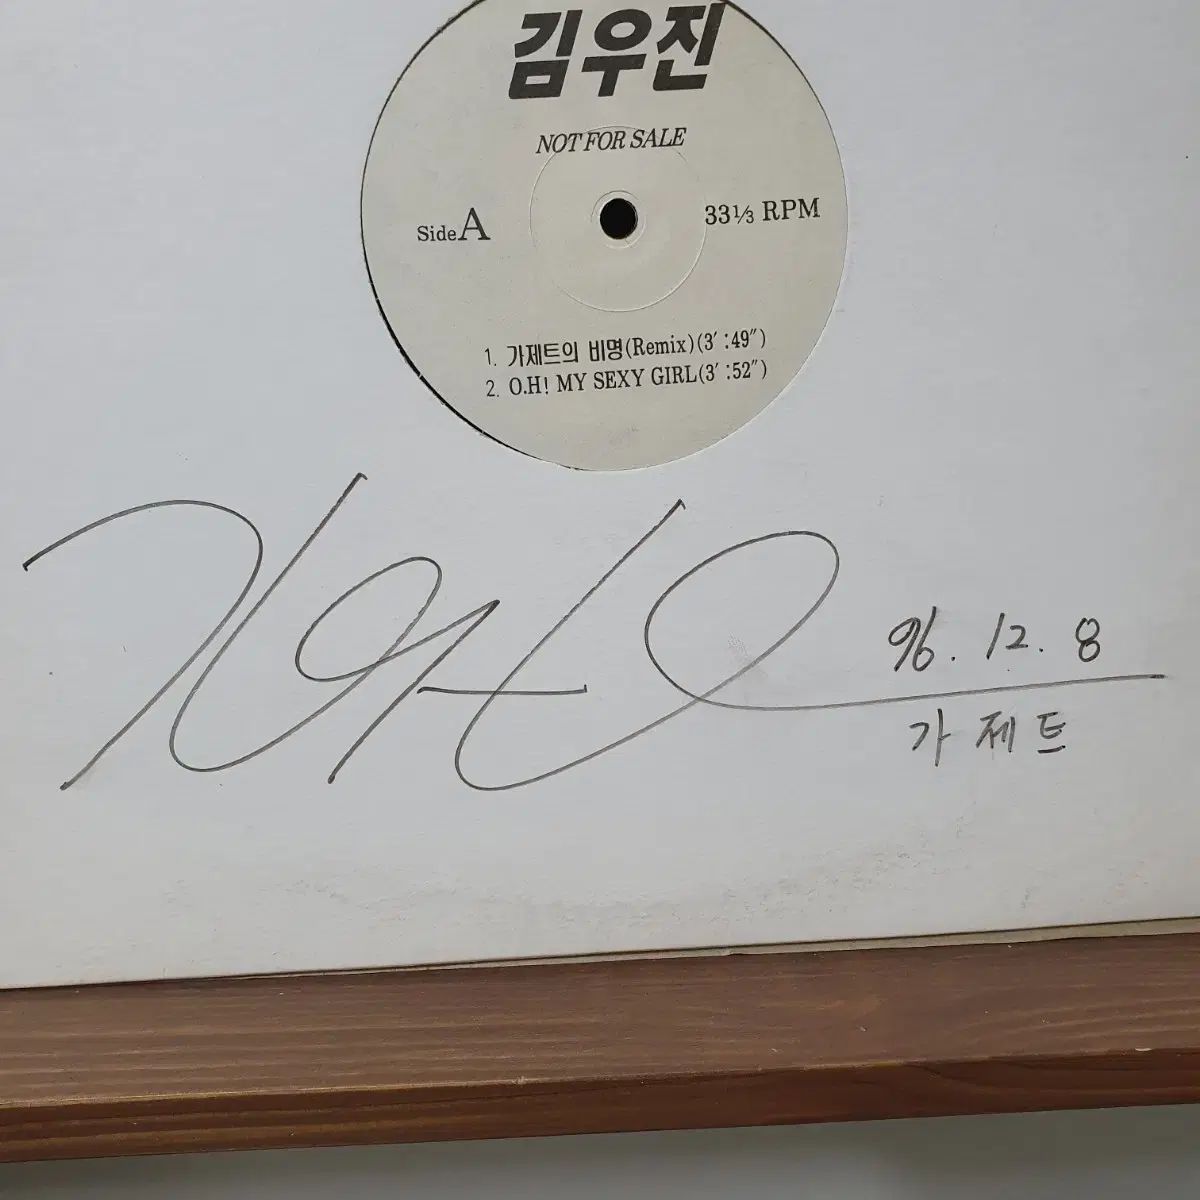 김우진
NOT FOR SALE
Side A
33⅓ RPM
1. 가제트의 비명(Remix)(3′:49″)
2. O.H! MY SEXY GIRL(3′:52″)
96. 12. 8
가제트